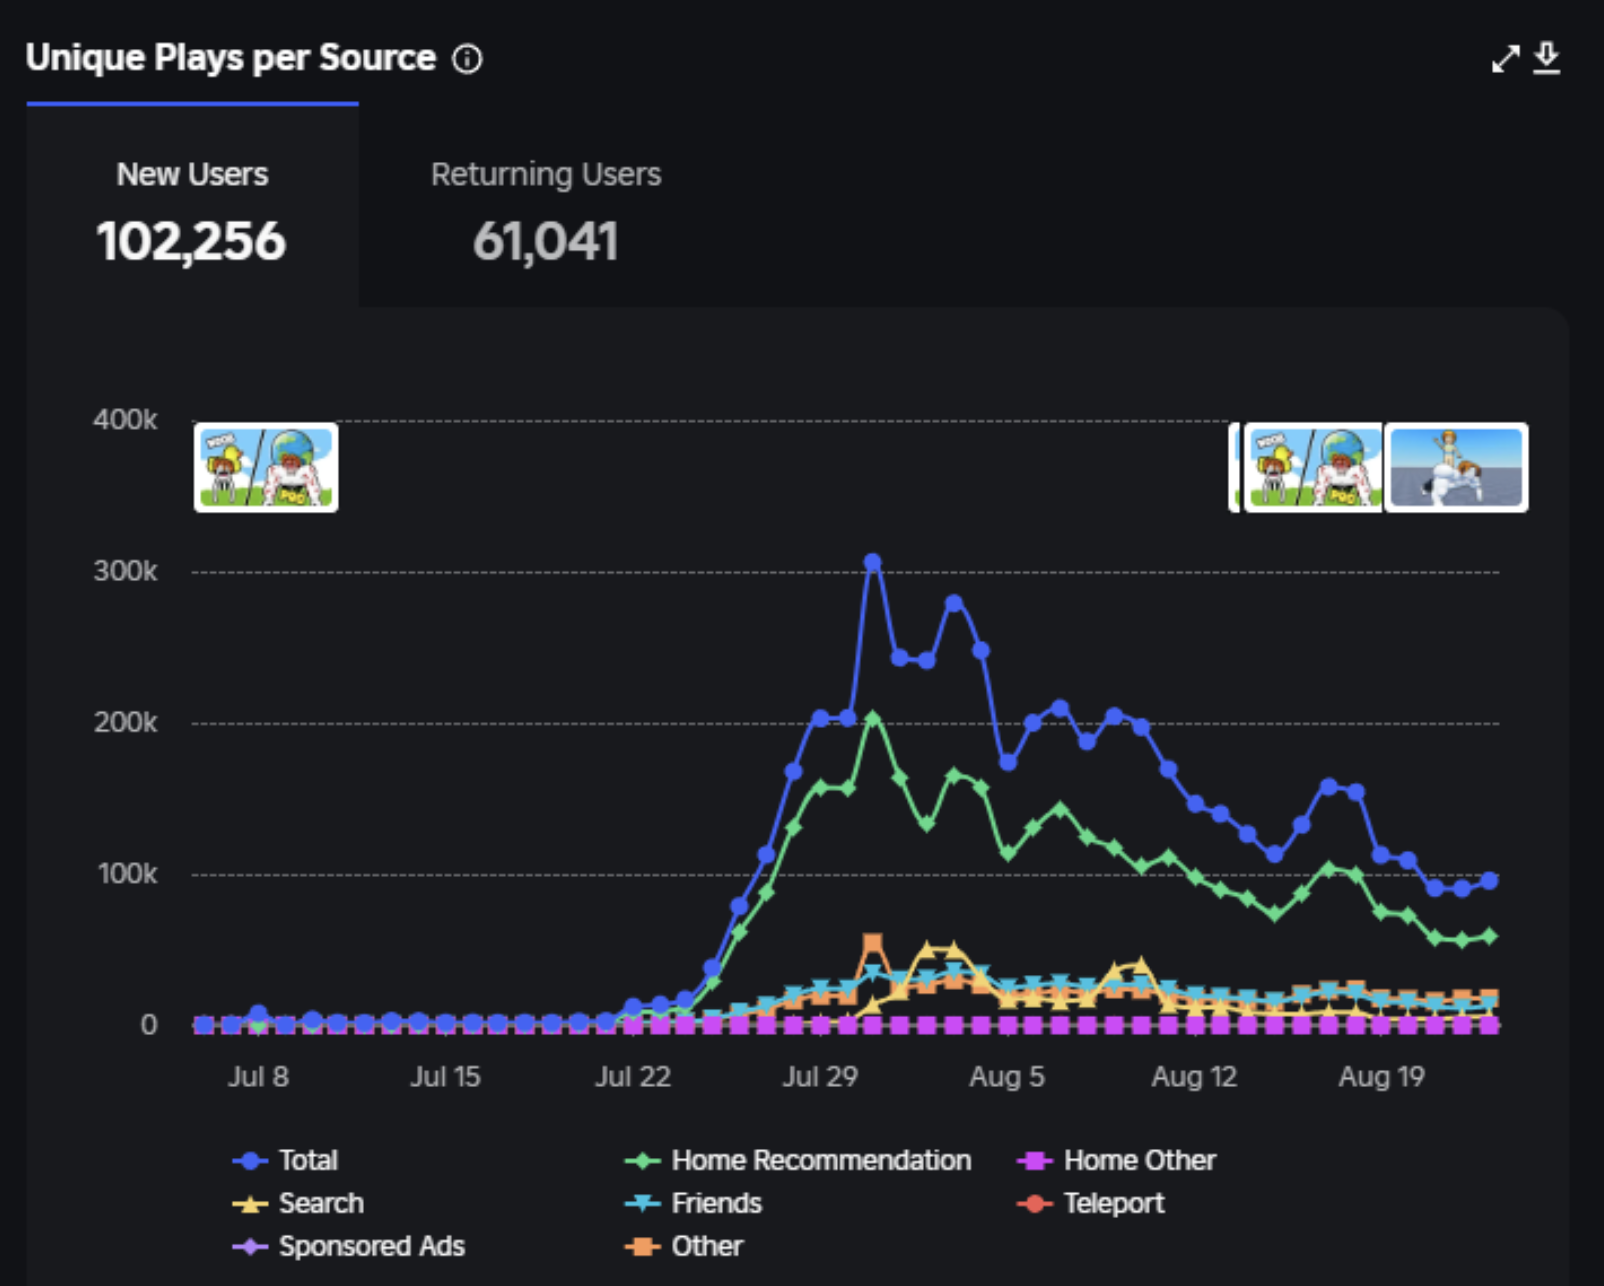 Unique Plays per Source
New Users
102,256
Returning Users
61,041
400k
300k
200k
100k
0
Jul 8
Jul 15
Jul 22
Jul 29
Aug 5
Aug 12
Aug 19
Total
Home Recommendation
Home Other
Search
Friends
Teleport
Sponsored Ads
Other